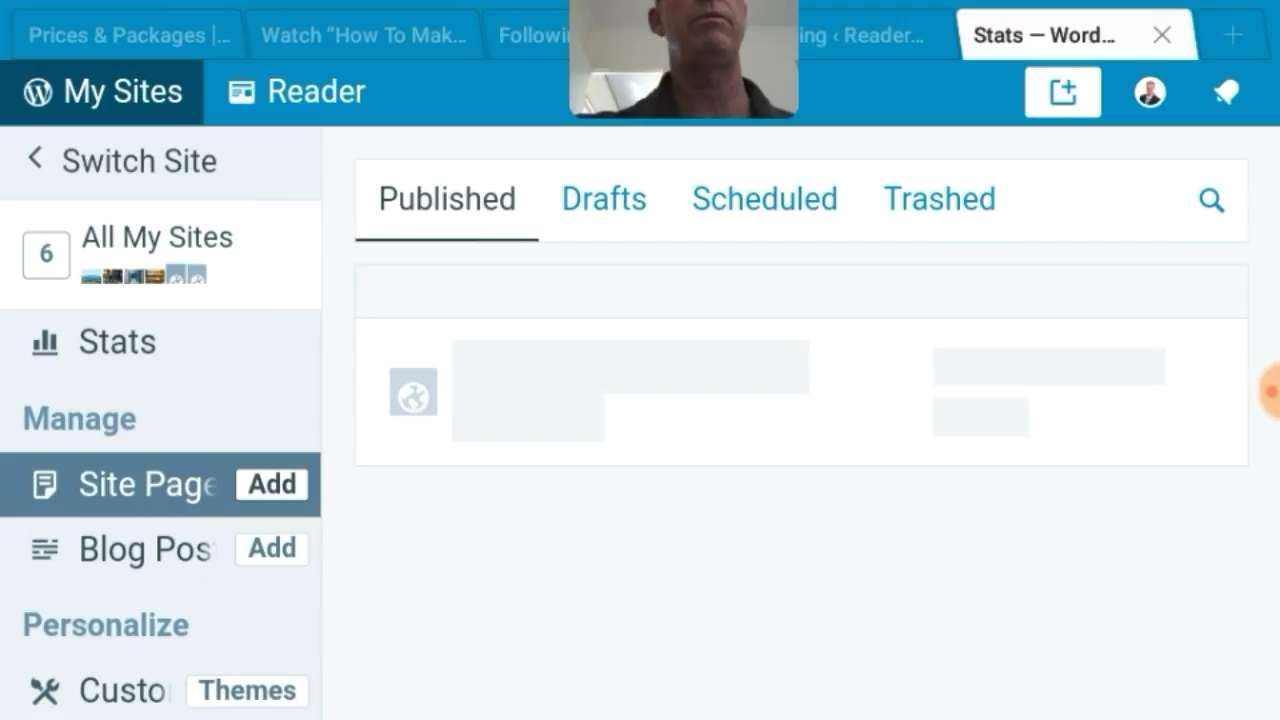 Prices & Packages |...
Watch “How To Mak...
Followi
ing ‹ Reader...
Stats — Word...
My Sites
Reader
Switch Site
6
All My Sites
Published
Drafts
Scheduled
Trashed
Stats
Manage
Site Page
Add
Blog Pos
Add
Personalize
Custo
Themes